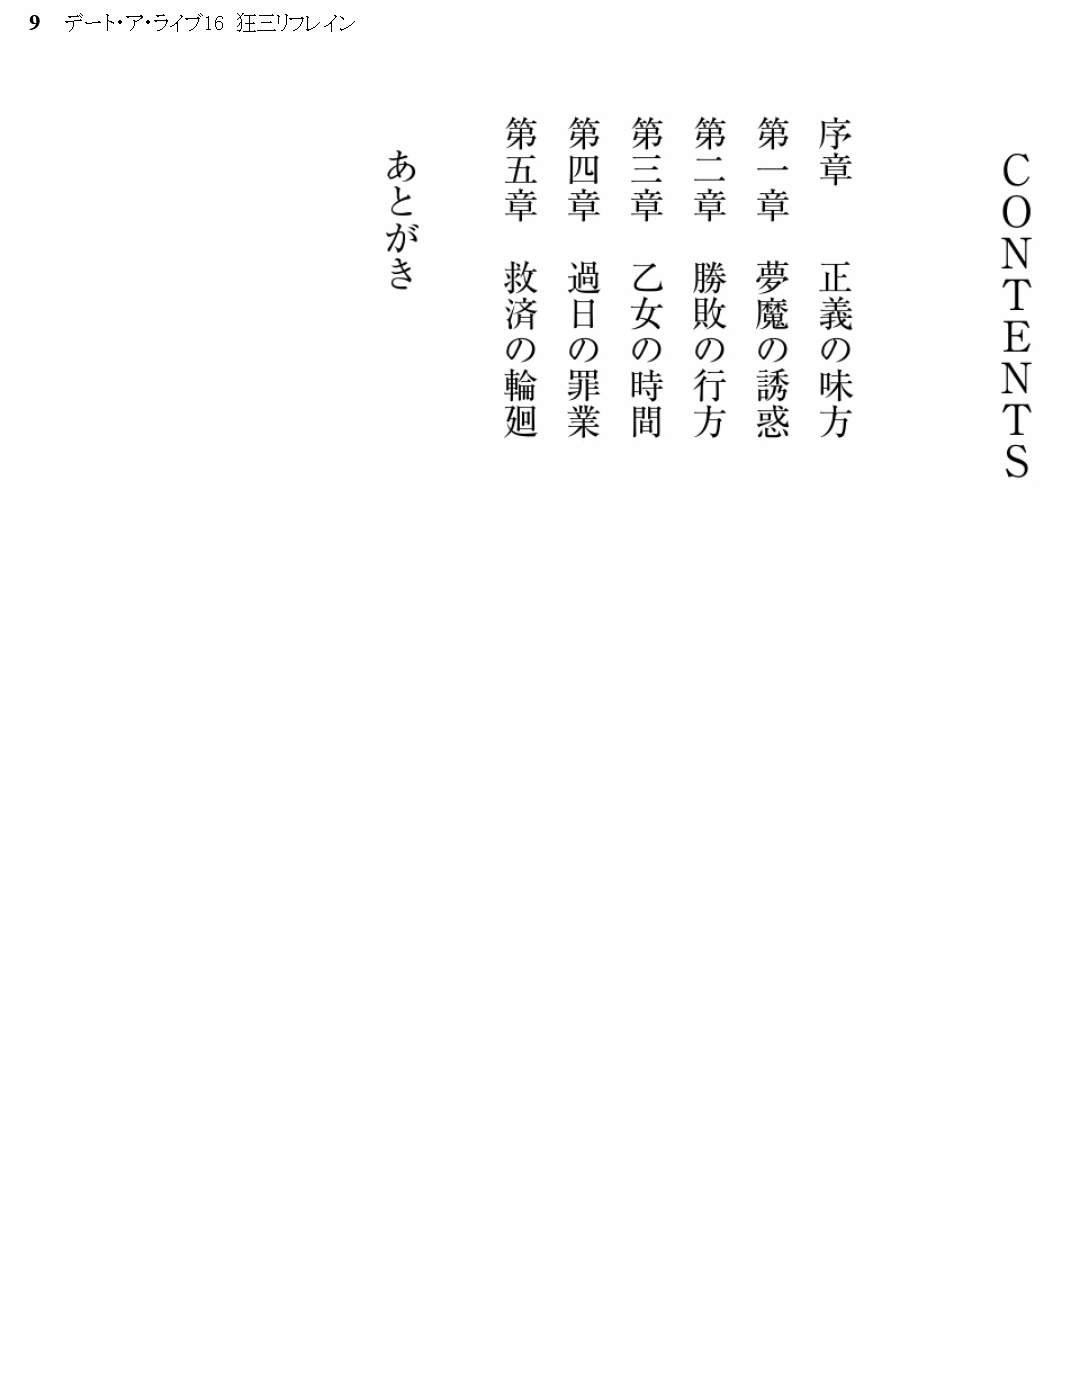 9 デート・ア・ライブ16 狂三リフレイン
CONTENTS
序章 正義の味方
第一章 夢魔の誘惑
第二章 勝敗の行方
第三章 乙女の時間
第四章 過日の罪業
第五章 救済の輪廻
あとがき